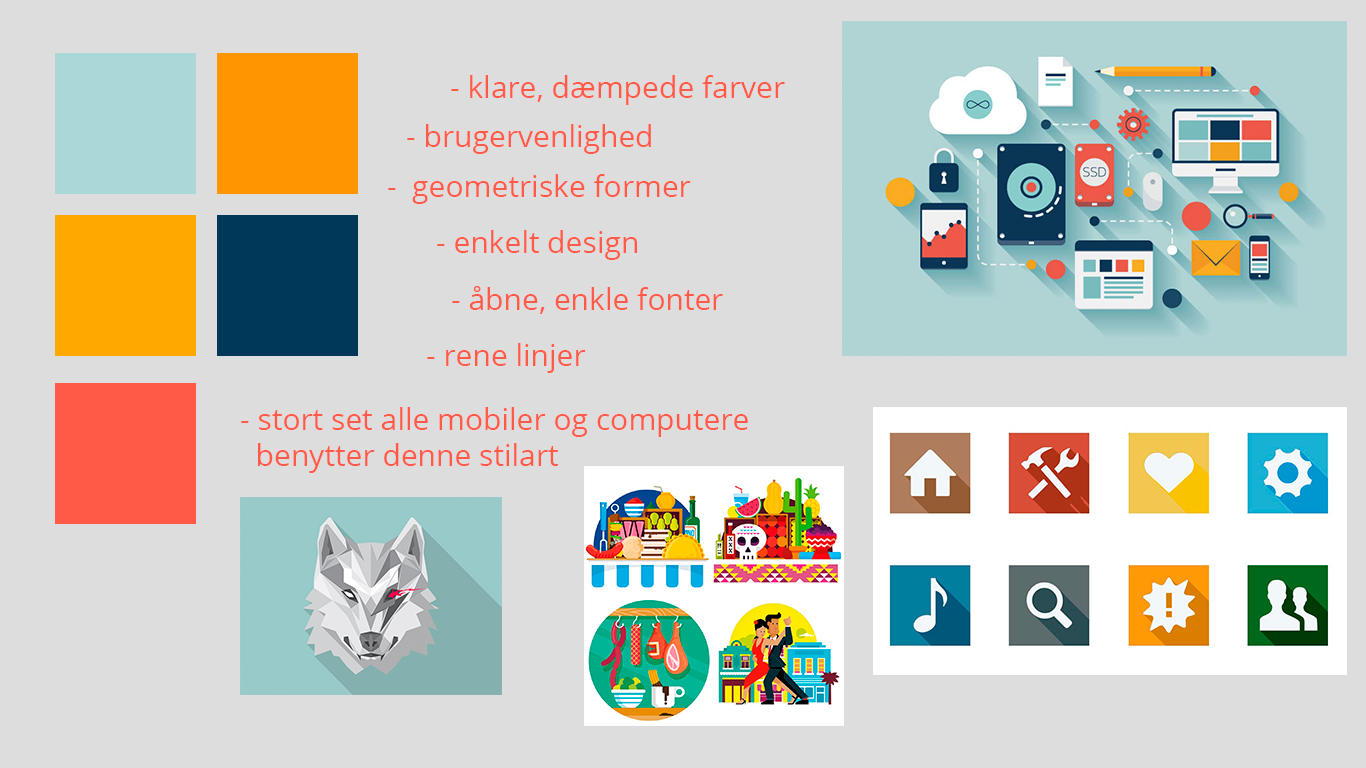 - klare, dæmpede farver
- brugervenlighed
- geometriske former
- enkelt design
- åbne, enkle fonter
- rene linjer
- stort set alle mobiler og computere
benytter denne stilart
SSD